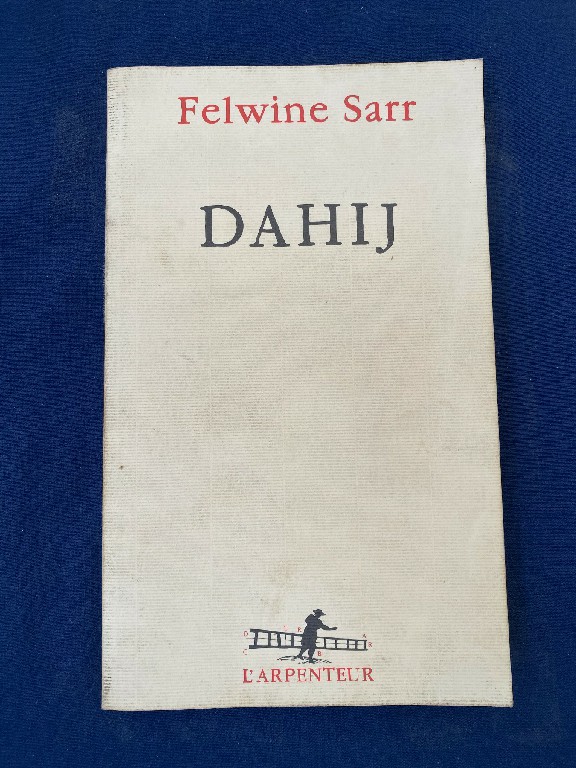 Felwine Sarr
DAHIJ
L'ARPENTEUR